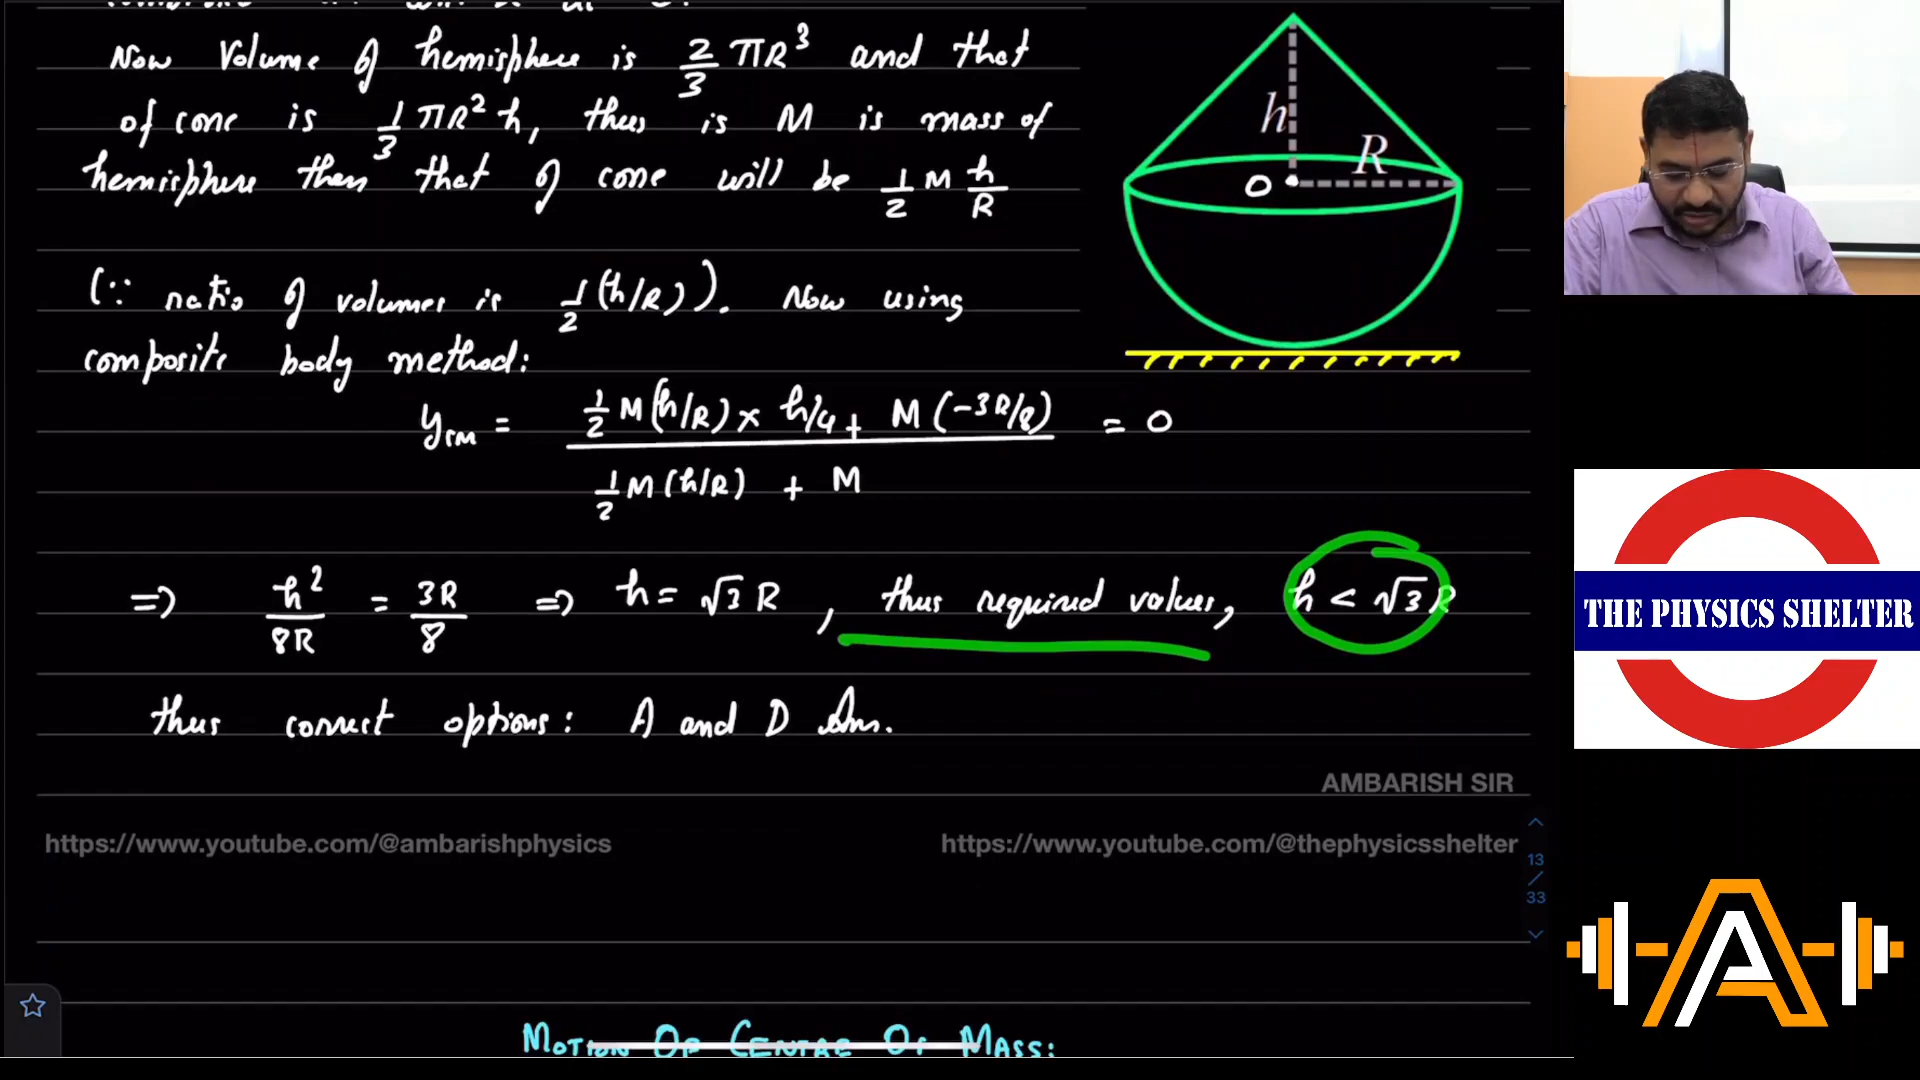 Now Volume of hemisphere is 2/3 πR³ and that
of cone is 1/3 πR² h, thus is M is mass of
hemisphere then that of cone will be 1/2 M h/R
(∵ ratio of volumes is 1/2 (h/R)). Now using
composite body method:
y_cm = (1/2 M(h/R) × h/4 + M(-3R/8)) / (1/2 M(h/R) + M) = 0
⇒ h²/8R = 3R/8 ⇒ h = √3 R, thus required values, h < √3 R
thus correct options: A and D Ans.
h
R
O
AMBARISH SIR
https://www.youtube.com/@ambarishphysics
https://www.youtube.com/@thephysicsshelter
13
/
33
MOTION OF CENTRE OF MASS:
THE PHYSICS SHELTER